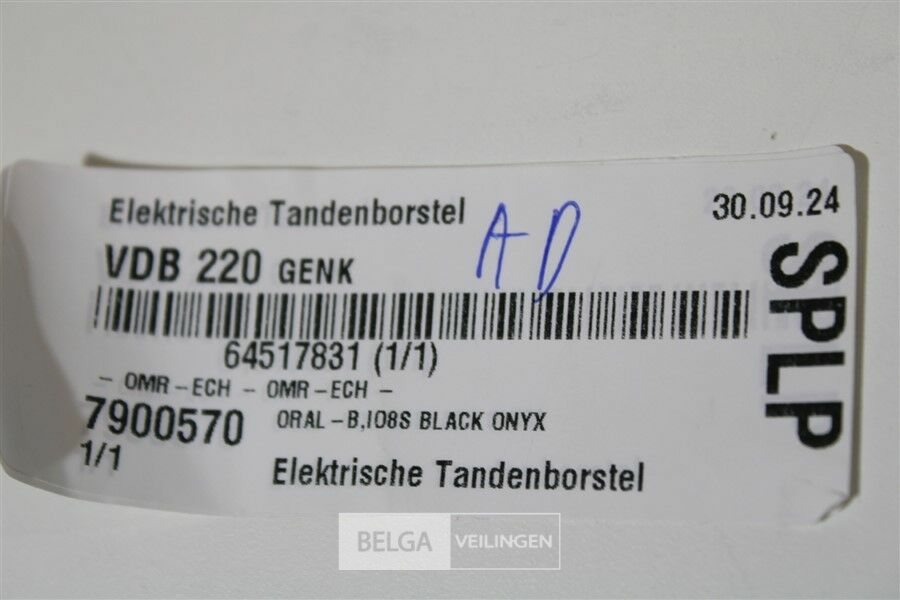 Elektrische Tandenborstel
AD
30.09.24
VDB 220 GENK
SPLP
64517831 (1/1)
- OMR-ECH - OMR-ECH -
7900570 ORAL-B,IO8S BLACK ONYX
1/1 Elektrische Tandenborstel
BELGA VEILINGEN